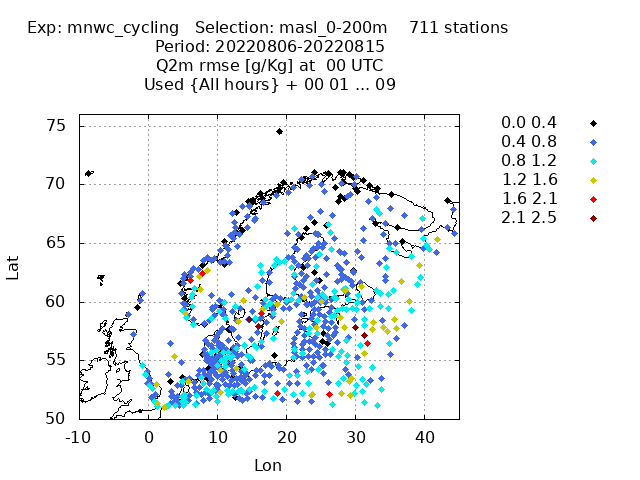 Exp: mnwc_cycling   Selection: masl_0-200m    711 stations
Period: 20220806-20220815
Q2m rmse [g/Kg] at  00 UTC
Used {All hours} + 00 01 ... 09
0.0 0.4
0.4 0.8
0.8 1.2
1.2 1.6
1.6 2.1
2.1 2.5
75
70
65
60
55
50
Lat
-10 0 10 20 30 40
Lon